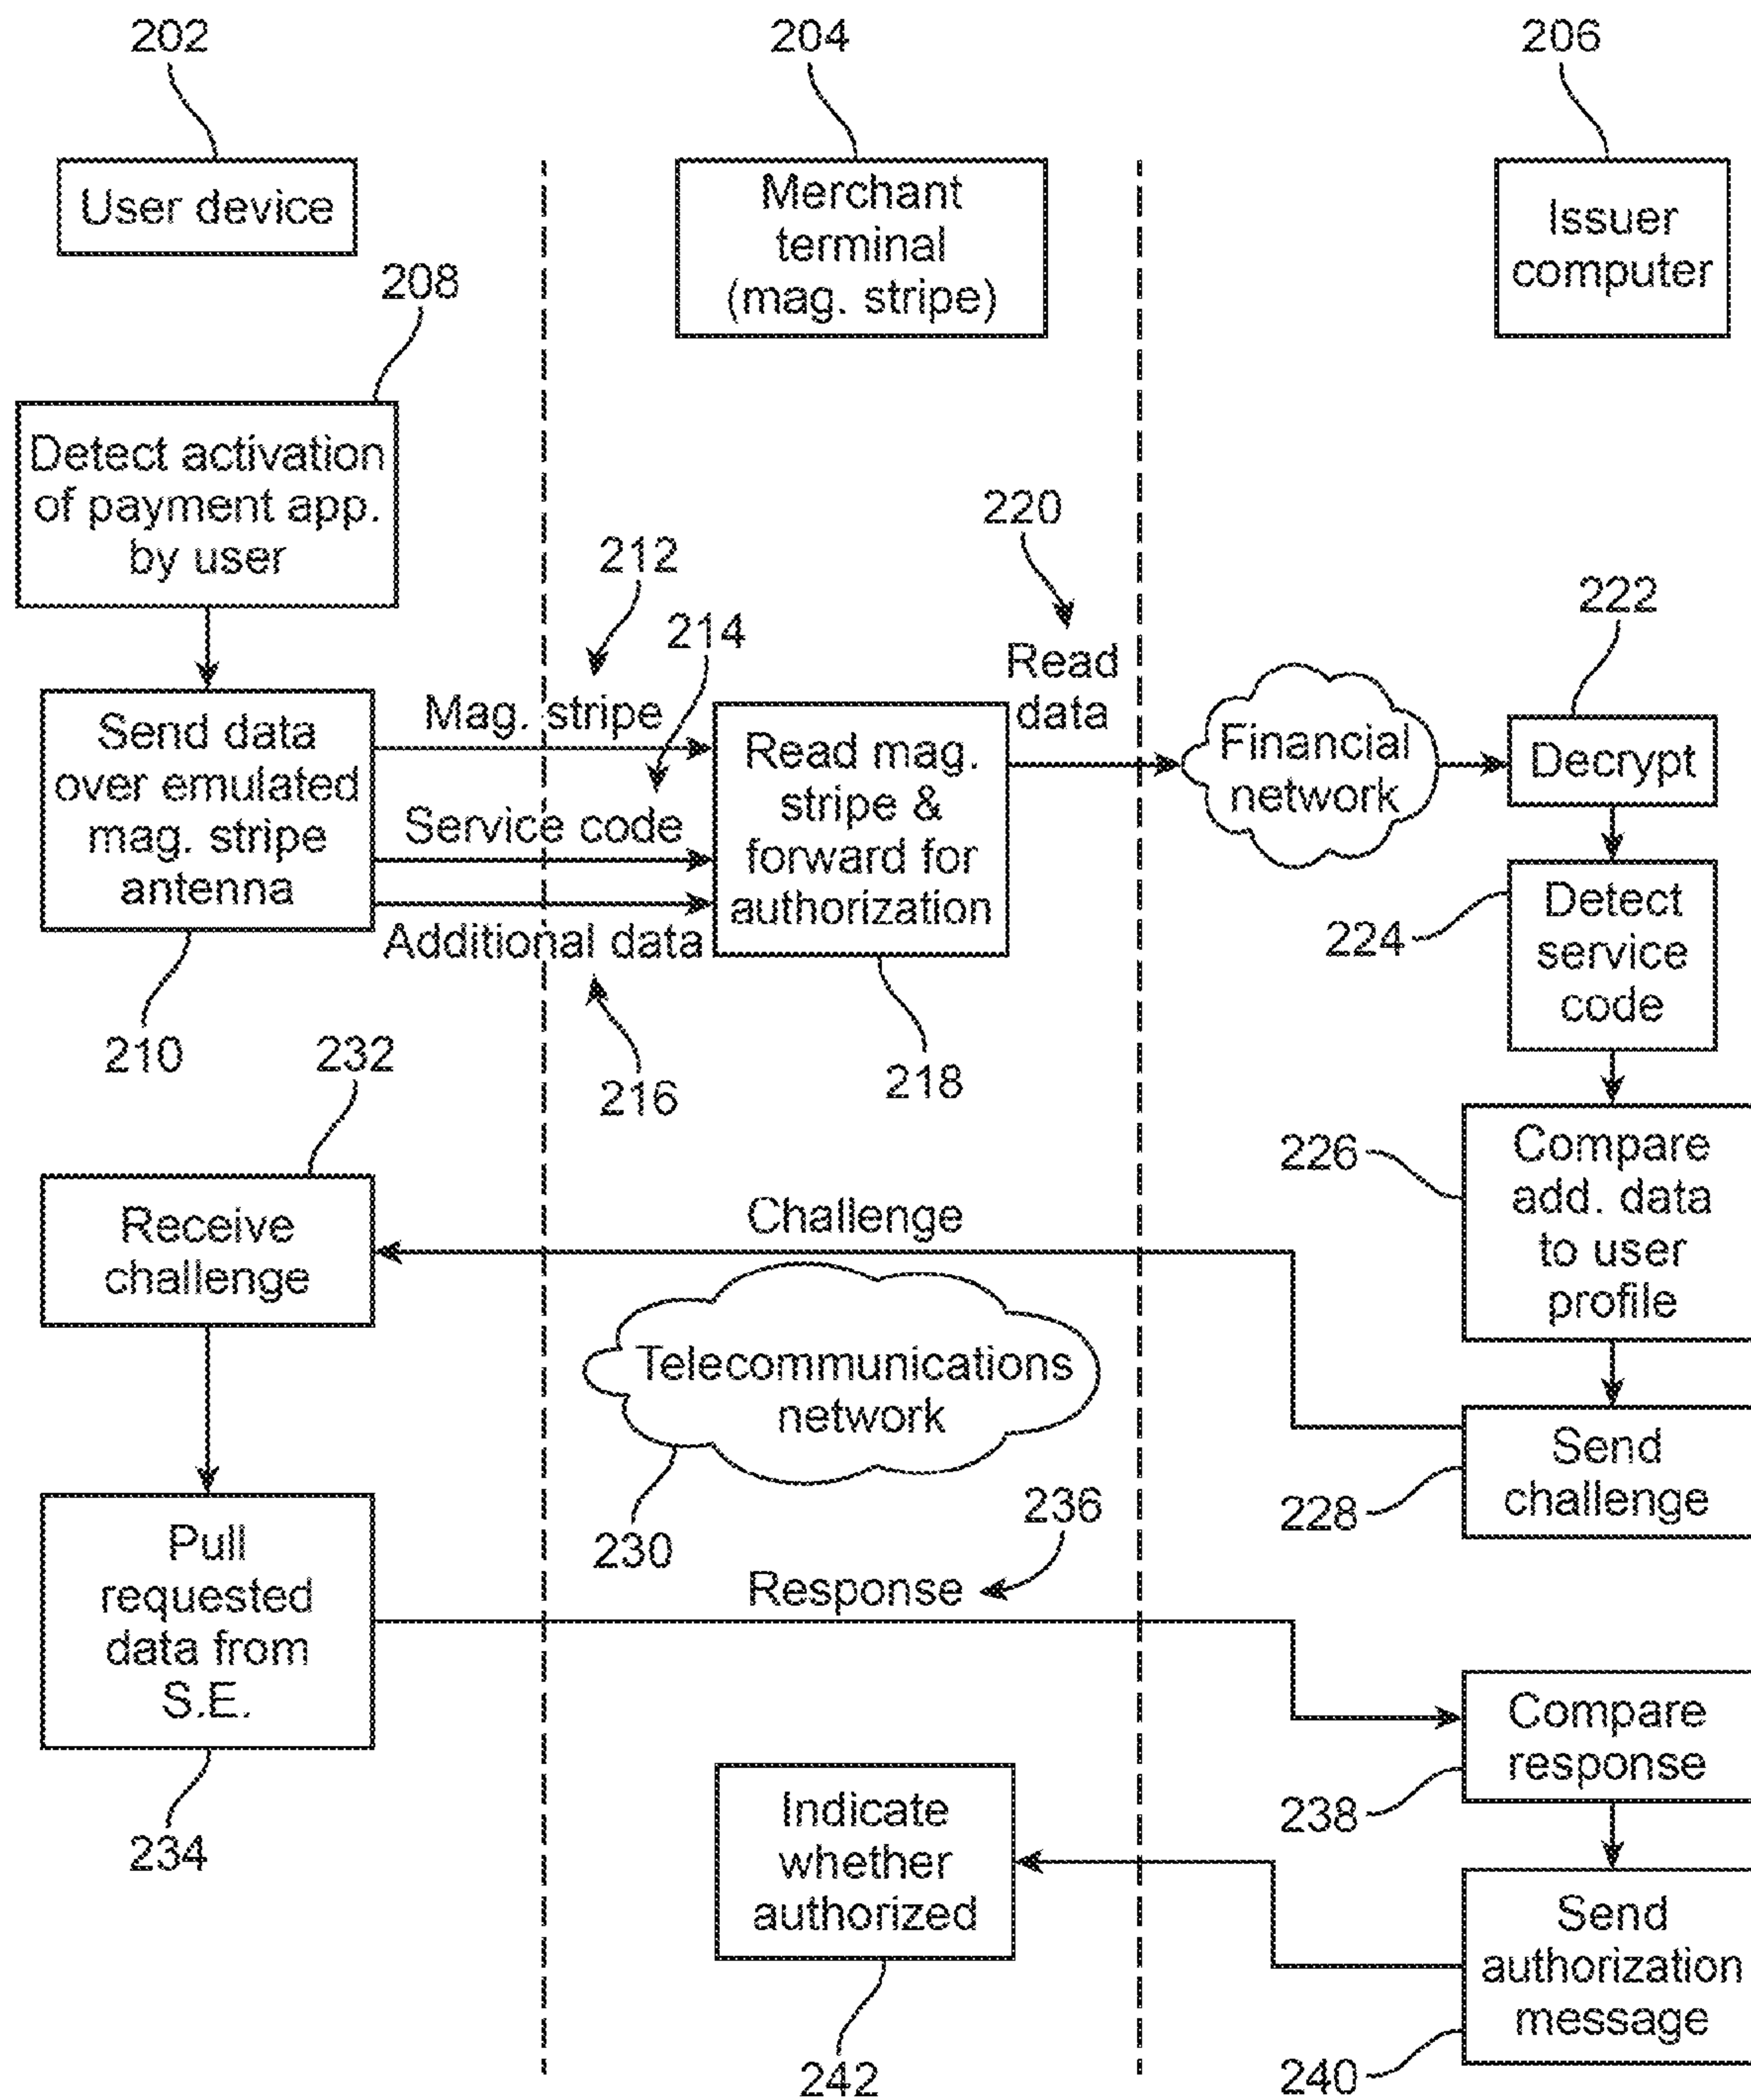 202
204
206
User device
Merchant
terminal
(mag. stripe)
Issuer
computer
208
Detect activation
of payment app.
by user
212
214
220
222
Send data
over emulated
mag. stripe
antenna
Mag. stripe
Service code
Additional data
Read mag.
stripe &
forward for
authorization
Read
data
Financial
network
Decrypt
224
Detect
service
code
210
216
218
232
226
Compare
add. data
to user
profile
Receive
challenge
Challenge
Telecommunications
network
230
228
Send
challenge
236
Response
Pull
requested
data from
S.E.
234
Compare
response
238
Indicate
whether
authorized
242
Send
authorization
message
240